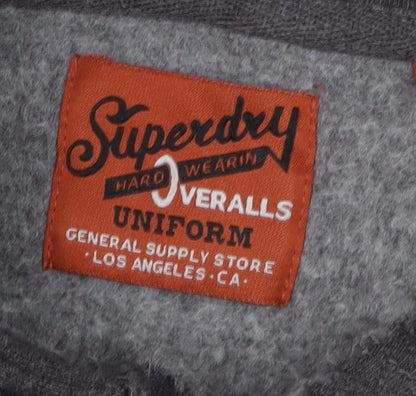 Superdry
HARD WEARIN
OVERALLS
UNIFORM
GENERAL SUPPLY STORE
· LOS ANGELES · CA ·